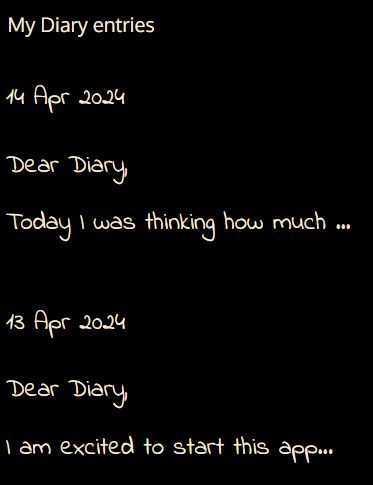 My Diary entries
14 Apr 2024
Dear Diary,
Today I was thinking how much ...
13 Apr 2024
Dear Diary,
I am excited to start this app...